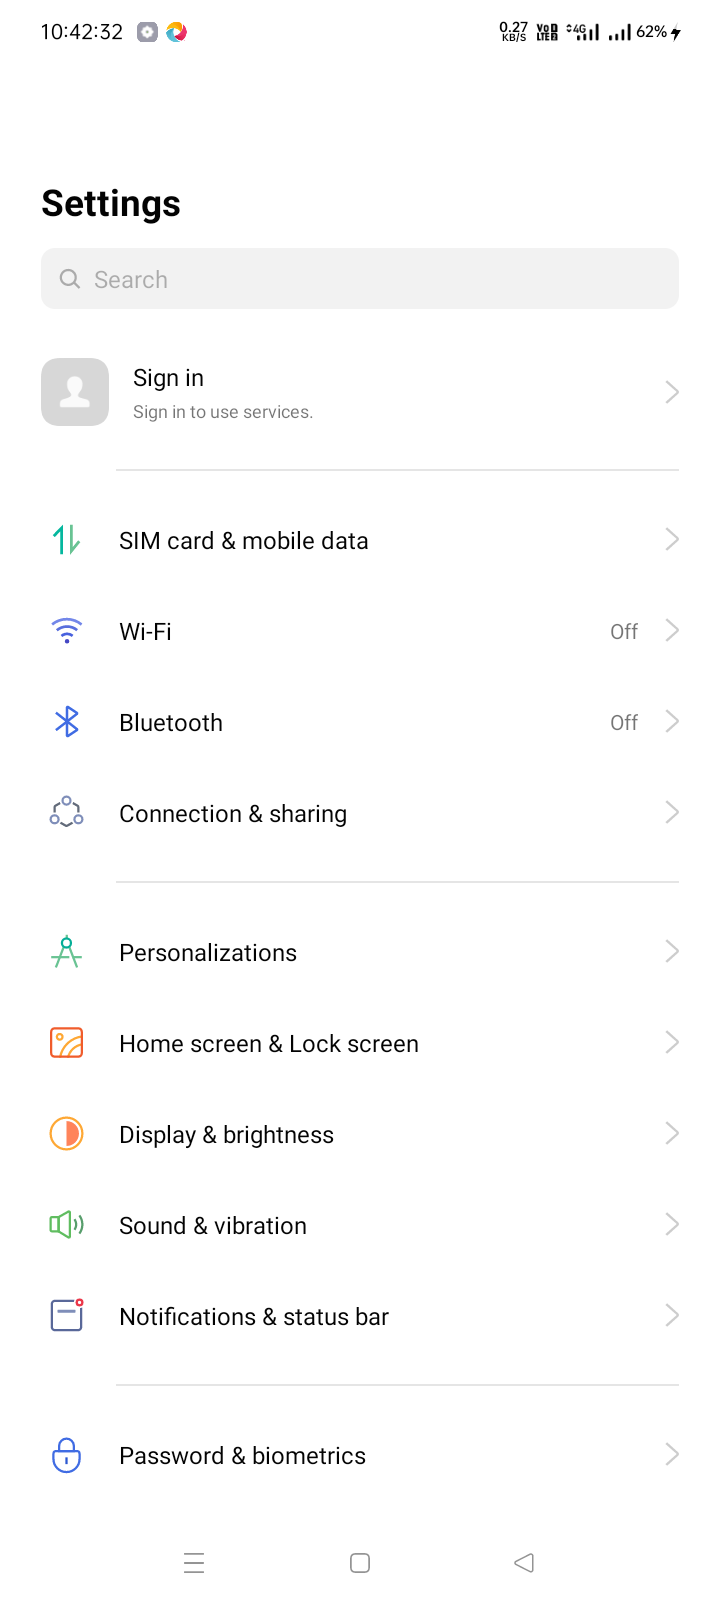 10:42:32
0.27 KB/S VoD LTE2 4G 62%
Settings
Search
Sign in
Sign in to use services.
SIM card & mobile data
Wi-Fi Off
Bluetooth Off
Connection & sharing
Personalizations
Home screen & Lock screen
Display & brightness
Sound & vibration
Notifications & status bar
Password & biometrics